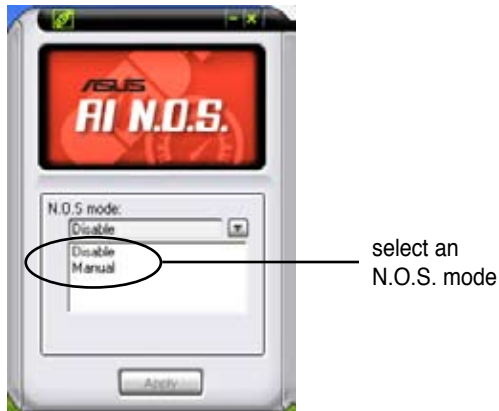 ASUS
AI N.O.S.
N.O.S mode:
Disable
Disable
Manual
select an
N.O.S. mode
Apply